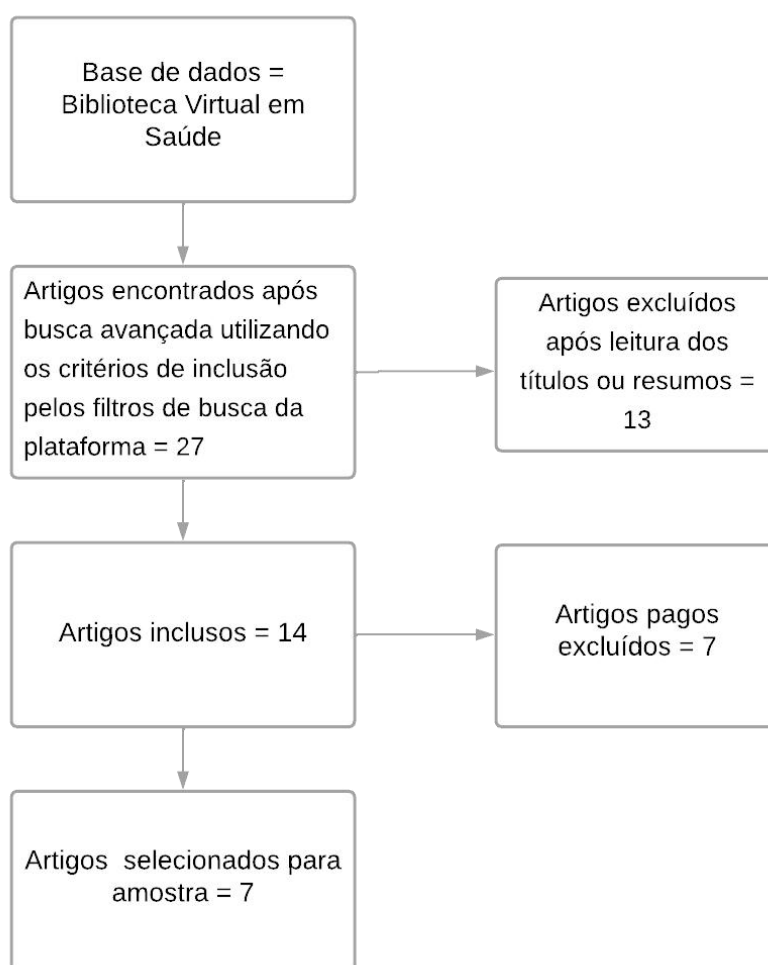 Base de dados =
Biblioteca Virtual em
Saúde
Artigos encontrados após
busca avançada utilizando
os critérios de inclusão
pelos filtros de busca da
plataforma = 27
Artigos excluídos
após leitura dos
títulos ou resumos =
13
Artigos inclusos = 14
Artigos pagos
excluídos = 7
Artigos selecionados para
amostra = 7